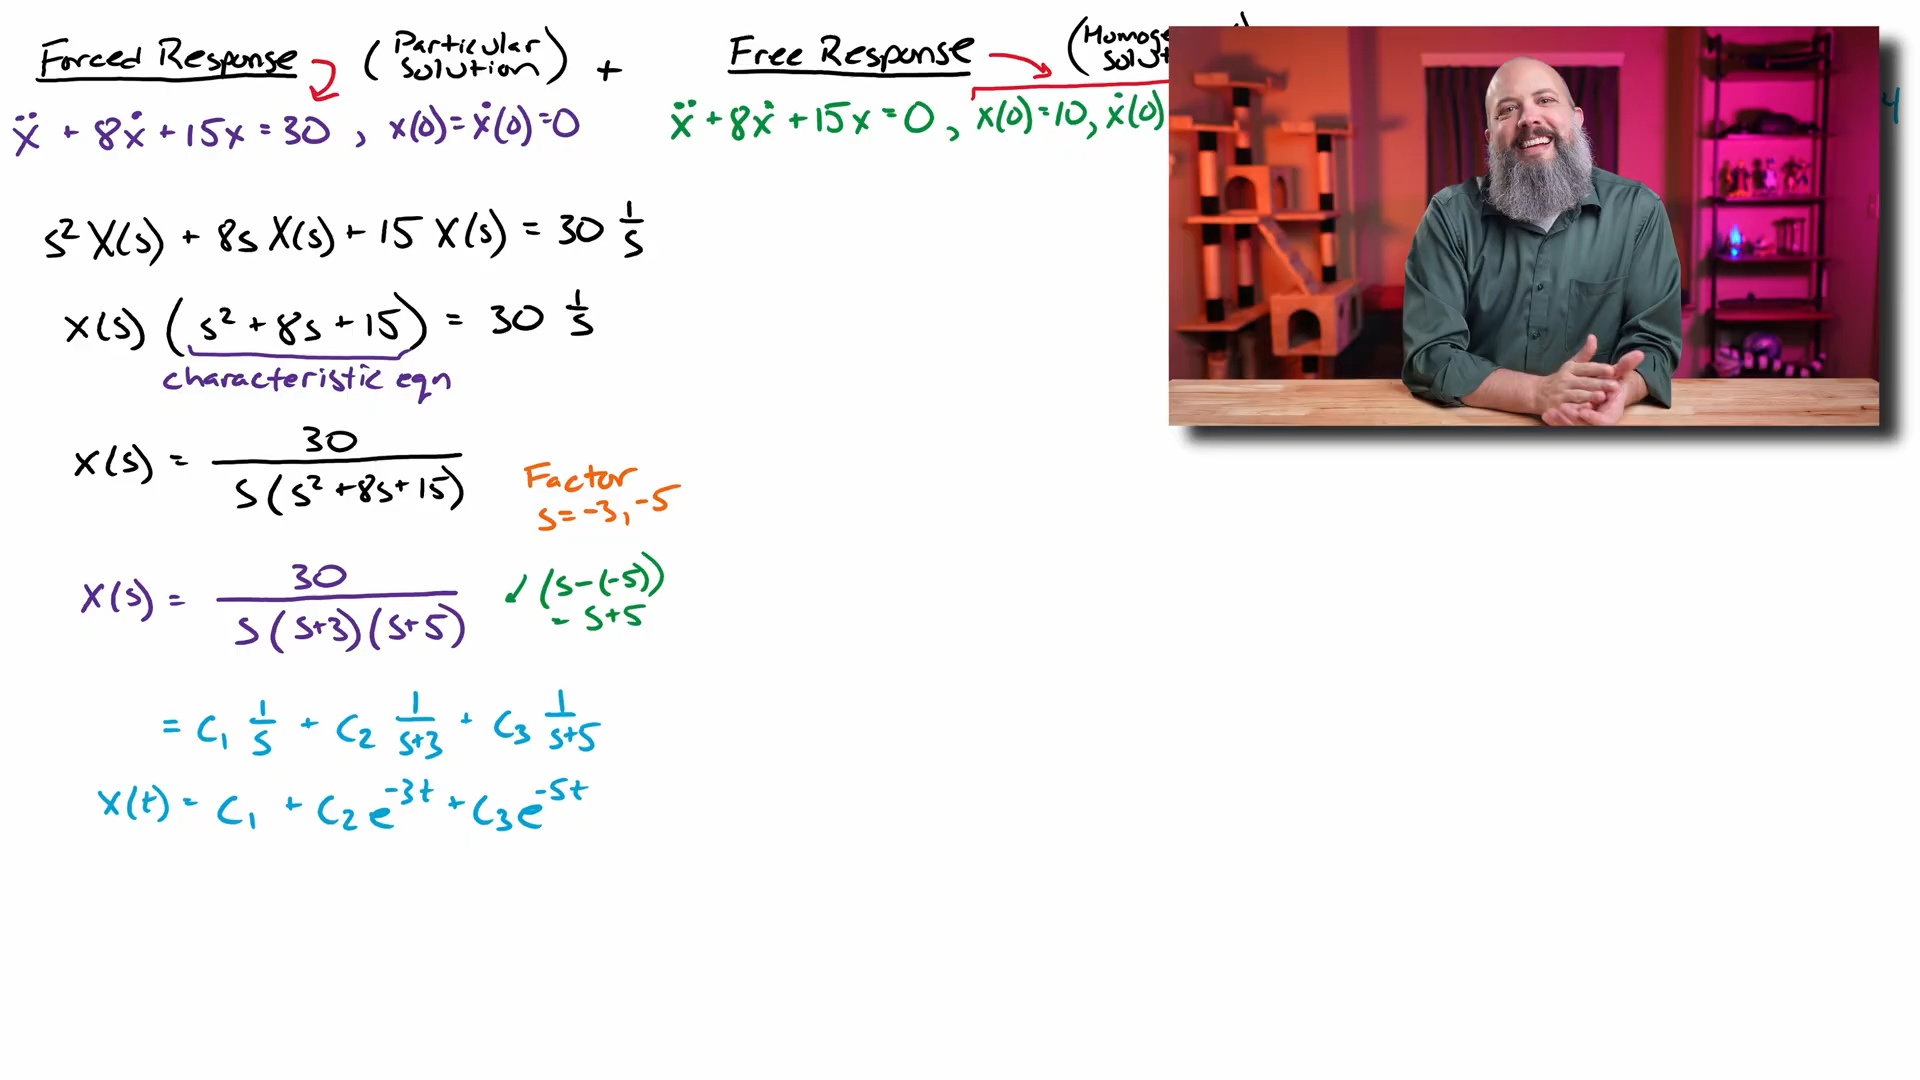 Forced Response (Particular Solution) +
ẍ + 8ẋ + 15x = 30 , x(0) = ẋ(0) = 0
s² X(s) + 8s X(s) + 15 X(s) = 30 1/s
X(s) (s² + 8s + 15) = 30 1/s
characteristic eqn
X(s) = 30 / s(s² + 8s + 15)
Factor
s = -3, -5
X(s) = 30 / s(s+3)(s+5)
✓ (s-(-5))
= s+5
= C₁ 1/s + C₂ 1/(s+3) + C₃ 1/(s+5)
x(t) = C₁ + C₂e^(-3t) + C₃e^(-5t)
Free Response
ẍ + 8ẋ + 15x = 0 , x(0) = 10, ẋ(0)